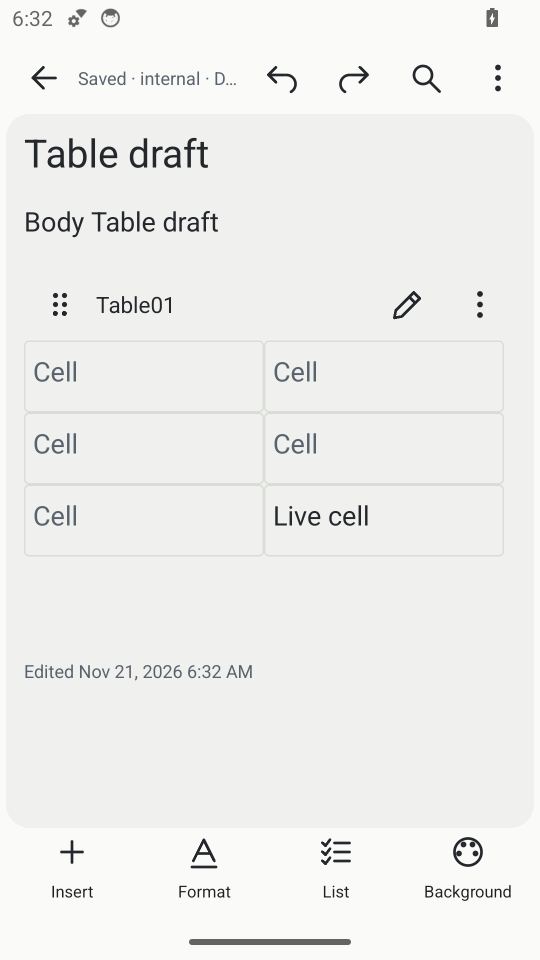 6:32
Saved · internal · D...
Table draft
Body Table draft
Table01
Cell
Cell
Cell
Cell
Cell
Live cell
Edited Nov 21, 2026 6:32 AM
Insert
Format
List
Background